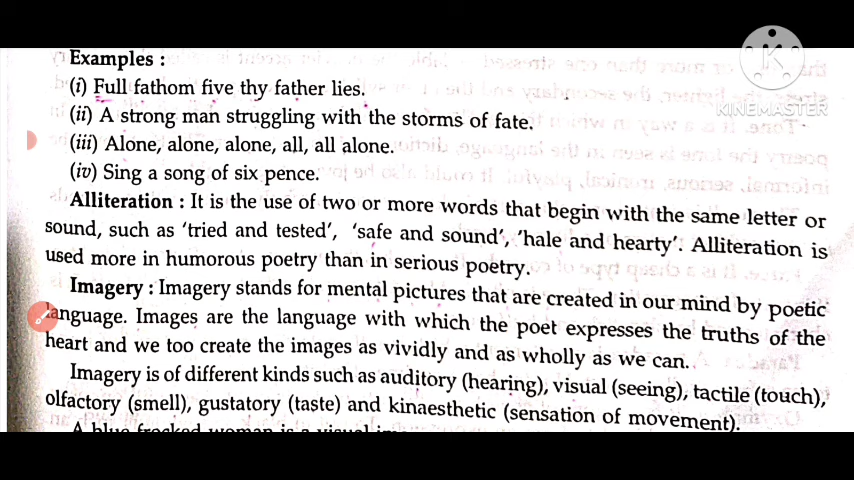 Examples :
(i) Full fathom five thy father lies.
(ii) A strong man struggling with the storms of fate.
(iii) Alone, alone, alone, all, all alone.
(iv) Sing a song of six pence.
Alliteration : It is the use of two or more words that begin with the same letter or
sound, such as 'tried and tested', 'safe and sound', 'hale and hearty'. Alliteration is
used more in humorous poetry than in serious poetry.
Imagery : Imagery stands for mental pictures that are created in our mind by poetic
language. Images are the language with which the poet expresses the truths of the
heart and we too create the images as vividly and as wholly as we can.
Imagery is of different kinds such as auditory (hearing), visual (seeing), tactile (touch),
olfactory (smell), gustatory (taste) and kinaesthetic (sensation of movement).
A blue frocked woman is a visual
K
KINEMASTER